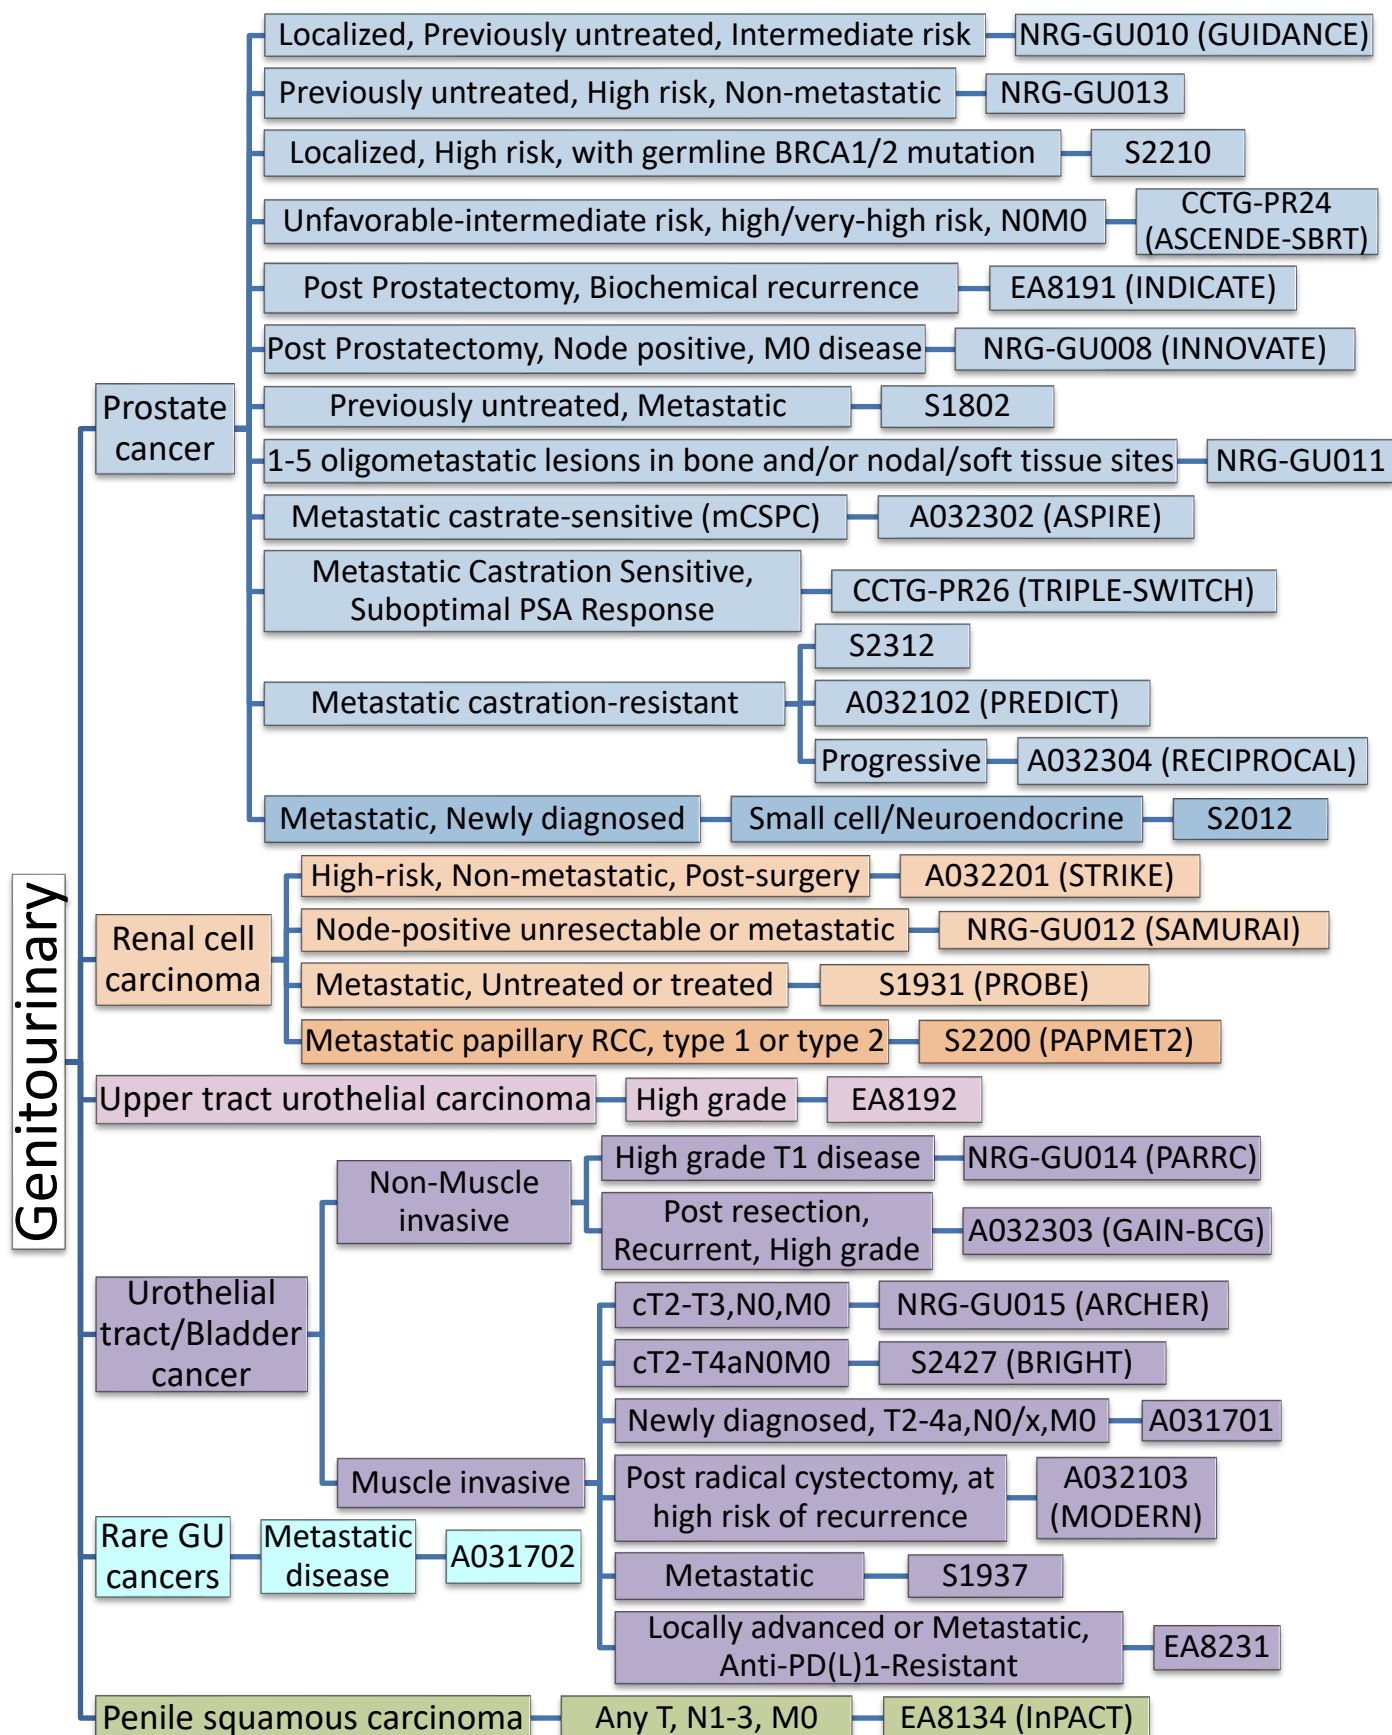 Genitourinary
Prostate
cancer
Localized, Previously untreated, Intermediate risk
NRG-GU010 (GUIDANCE)
Previously untreated, High risk, Non-metastatic
NRG-GU013
Localized, High risk, with germline BRCA1/2 mutation
S2210
Unfavorable-intermediate risk, high/very-high risk, N0M0
CCTG-PR24
(ASCENDE-SBRT)
Post Prostatectomy, Biochemical recurrence
EA8191 (INDICATE)
Post Prostatectomy, Node positive, M0 disease
NRG-GU008 (INNOVATE)
Previously untreated, Metastatic
S1802
1-5 oligometastatic lesions in bone and/or nodal/soft tissue sites
NRG-GU011
Metastatic castrate-sensitive (mCSPC)
A032302 (ASPIRE)
Metastatic Castration Sensitive,
Suboptimal PSA Response
CCTG-PR26 (TRIPLE-SWITCH)
Metastatic castration-resistant
S2312
A032102 (PREDICT)
Progressive
A032304 (RECIPROCAL)
Metastatic, Newly diagnosed
Small cell/Neuroendocrine
S2012
Renal cell
carcinoma
High-risk, Non-metastatic, Post-surgery
A032201 (STRIKE)
Node-positive unresectable or metastatic
NRG-GU012 (SAMURAI)
Metastatic, Untreated or treated
S1931 (PROBE)
Metastatic papillary RCC, type 1 or type 2
S2200 (PAPMET2)
Upper tract urothelial carcinoma
High grade
EA8192
Urothelial
tract/Bladder
cancer
Non-Muscle
invasive
High grade T1 disease
NRG-GU014 (PARRC)
Post resection,
Recurrent, High grade
A032303 (GAIN-BCG)
Muscle invasive
cT2-T3,N0,M0
NRG-GU015 (ARCHER)
cT2-T4aN0M0
S2427 (BRIGHT)
Newly diagnosed, T2-4a,N0/x,M0
A031701
Post radical cystectomy, at
high risk of recurrence
A032103
(MODERN)
Metastatic
S1937
Locally advanced or Metastatic,
Anti-PD(L)1-Resistant
EA8231
Rare GU
cancers
Metastatic
disease
A031702
Penile squamous carcinoma
Any T, N1-3, M0
EA8134 (InPACT)